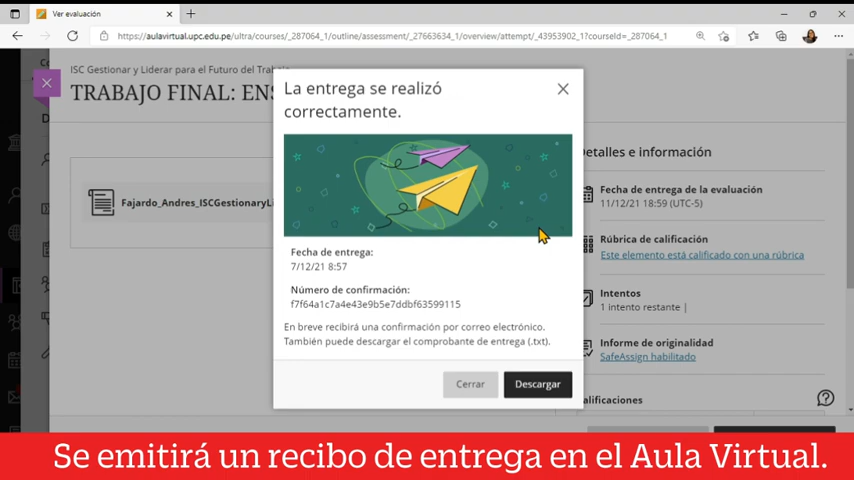 Ver evaluación
https://aulavirtual.upc.edu.pe/ultra/courses/_287064_1/outline/assessment/_27663634_1/overview/attempt/_43953902_1?courseId=_287064_1
ISC Gestionar y Liderar para el Futuro del Trabajo
TRABAJO FINAL: EN
La entrega se realizó
correctamente.
Fajardo_Andres_ISCGestionaryLi
Fecha de entrega:
7/12/21 8:57
Número de confirmación:
f7f64a1c7a4e43e9b5e7ddbf63599115
En breve recibirá una confirmación por correo electrónico.
También puede descargar el comprobante de entrega (.txt).
Cerrar
Descargar
Detalles e información
Fecha de entrega de la evaluación
11/12/21 18:59 (UTC-5)
Rúbrica de calificación
Este elemento está calificado con una rúbrica
Intentos
1 intento restante |
Informe de originalidad
SafeAssign habilitado
alificaciones
Se emitirá un recibo de entrega en el Aula Virtual.